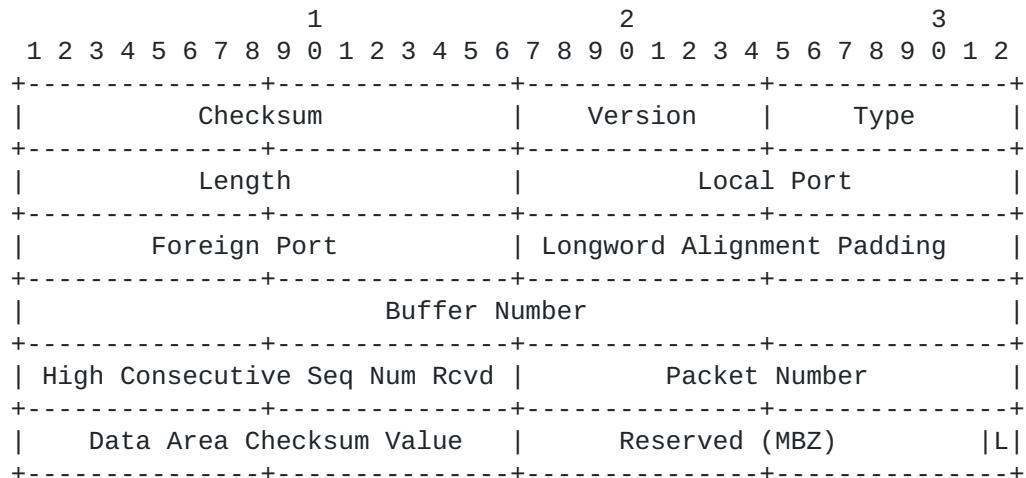 1                   2                   3
 1 2 3 4 5 6 7 8 9 0 1 2 3 4 5 6 7 8 9 0 1 2 3 4 5 6 7 8 9 0 1 2
+---------------+---------------+---------------+---------------+
|           Checksum            |    Version    |     Type      |
+---------------+---------------+---------------+---------------+
|           Length              |           Local Port          |
+---------------+---------------+---------------+---------------+
|        Foreign Port           | Longword Alignment Padding    |
+---------------+---------------+---------------+---------------+
|                       Buffer Number                           |
+---------------+---------------+---------------+---------------+
| High Consecutive Seq Num Rcvd |         Packet Number         |
+---------------+---------------+---------------+---------------+
|    Data Area Checksum Value   |      Reserved (MBZ)         |L|
+---------------+---------------+---------------+---------------+